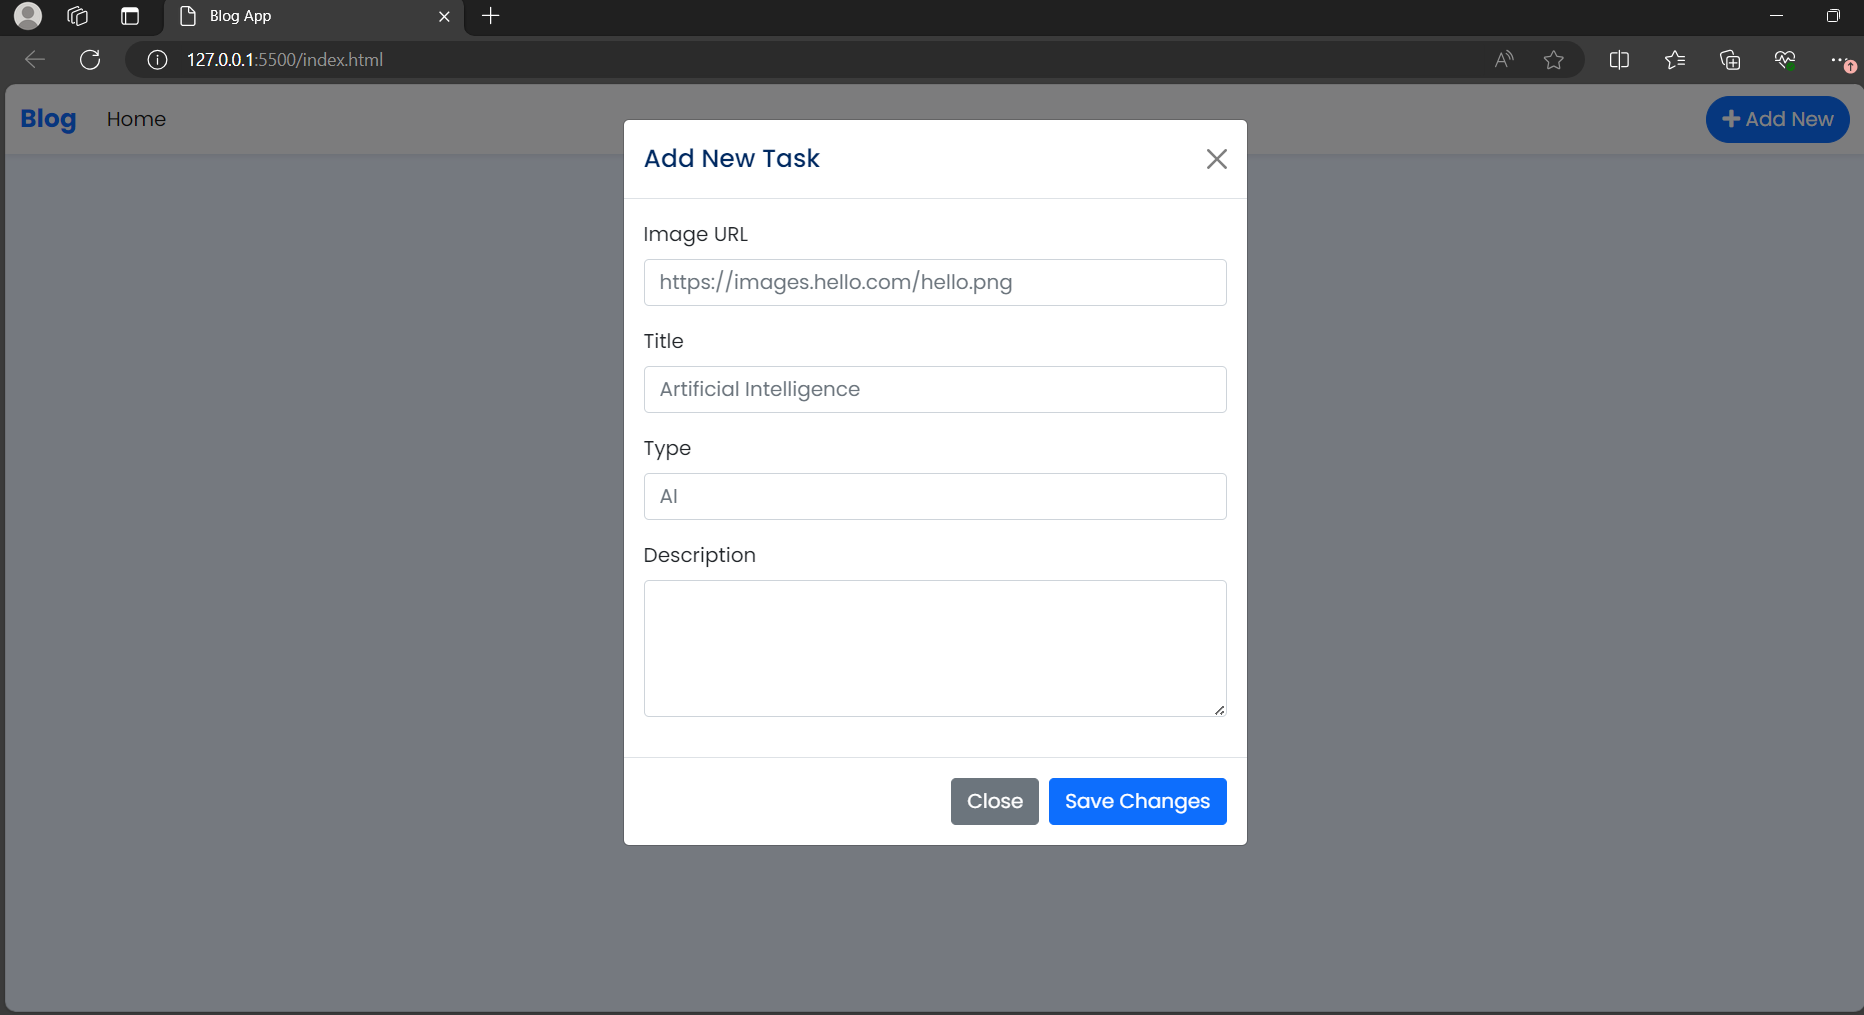 Blog App
127.0.0.1:5500/index.html
Blog Home Add New
Add New Task
Image URL
https://images.hello.com/hello.png
Title
Artificial Intelligence
Type
AI
Description
Close Save Changes